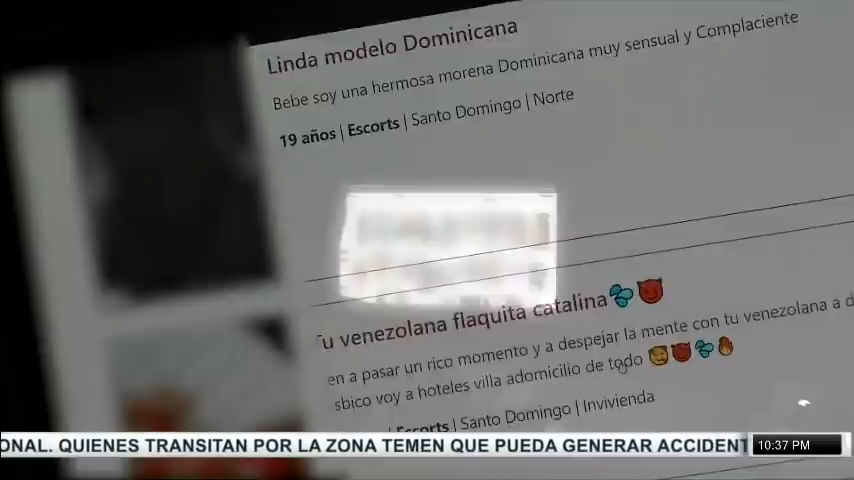 Linda modelo Dominicana
Bebe soy una hermosa morena Dominicana muy sensual y Complaciente
19 años | Escorts | Santo Domingo | Norte
Tu venezolana flaquita catalina💦😈
en a pasar un rico momento y a despejar la mente con tu venezolana a d
sbico voy a hoteles villa adomicilio de todo 😈💦🔥
| Escorts | Santo Domingo | Invivienda
ONAL. QUIENES TRANSITAN POR LA ZONA TEMEN QUE PUEDA GENERAR ACCIDENT
10:37 PM